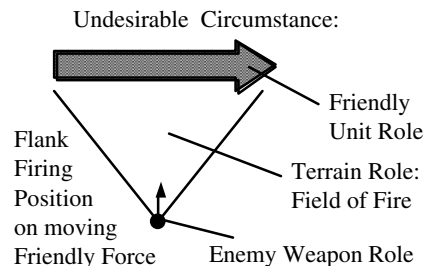 Undesirable Circumstance:
Friendly
Unit Role
Flank
Firing
Position
on moving
Friendly Force
Terrain Role:
Field of Fire
Enemy Weapon Role